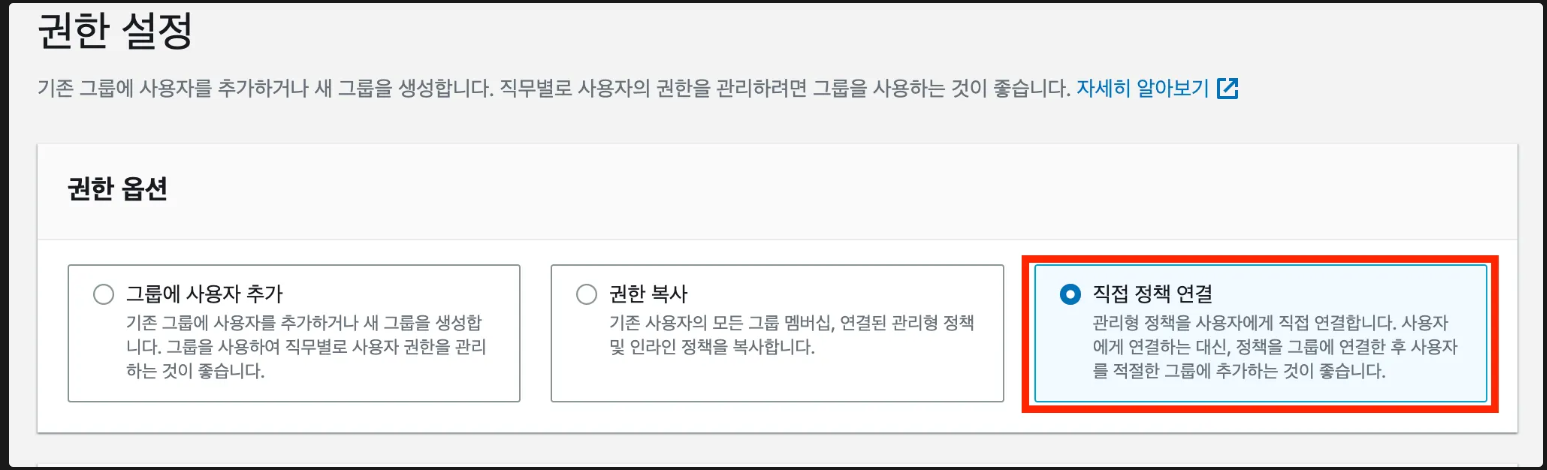 권한 설정
기존 그룹에 사용자를 추가하거나 새 그룹을 생성합니다. 직무별로 사용자의 권한을 관리하려면 그룹을 사용하는 것이 좋습니다. 자세히 알아보기
권한 옵션
그룹에 사용자 추가
기존 그룹에 사용자를 추가하거나 새 그룹을 생성합
니다. 그룹을 사용하여 직무별로 사용자 권한을 관리
하는 것이 좋습니다.
권한 복사
기존 사용자의 모든 그룹 멤버십, 연결된 관리형 정책
및 인라인 정책을 복사합니다.
직접 정책 연결
관리형 정책을 사용자에게 직접 연결합니다. 사용자
에게 연결하는 대신, 정책을 그룹에 연결한 후 사용자
를 적절한 그룹에 추가하는 것이 좋습니다.